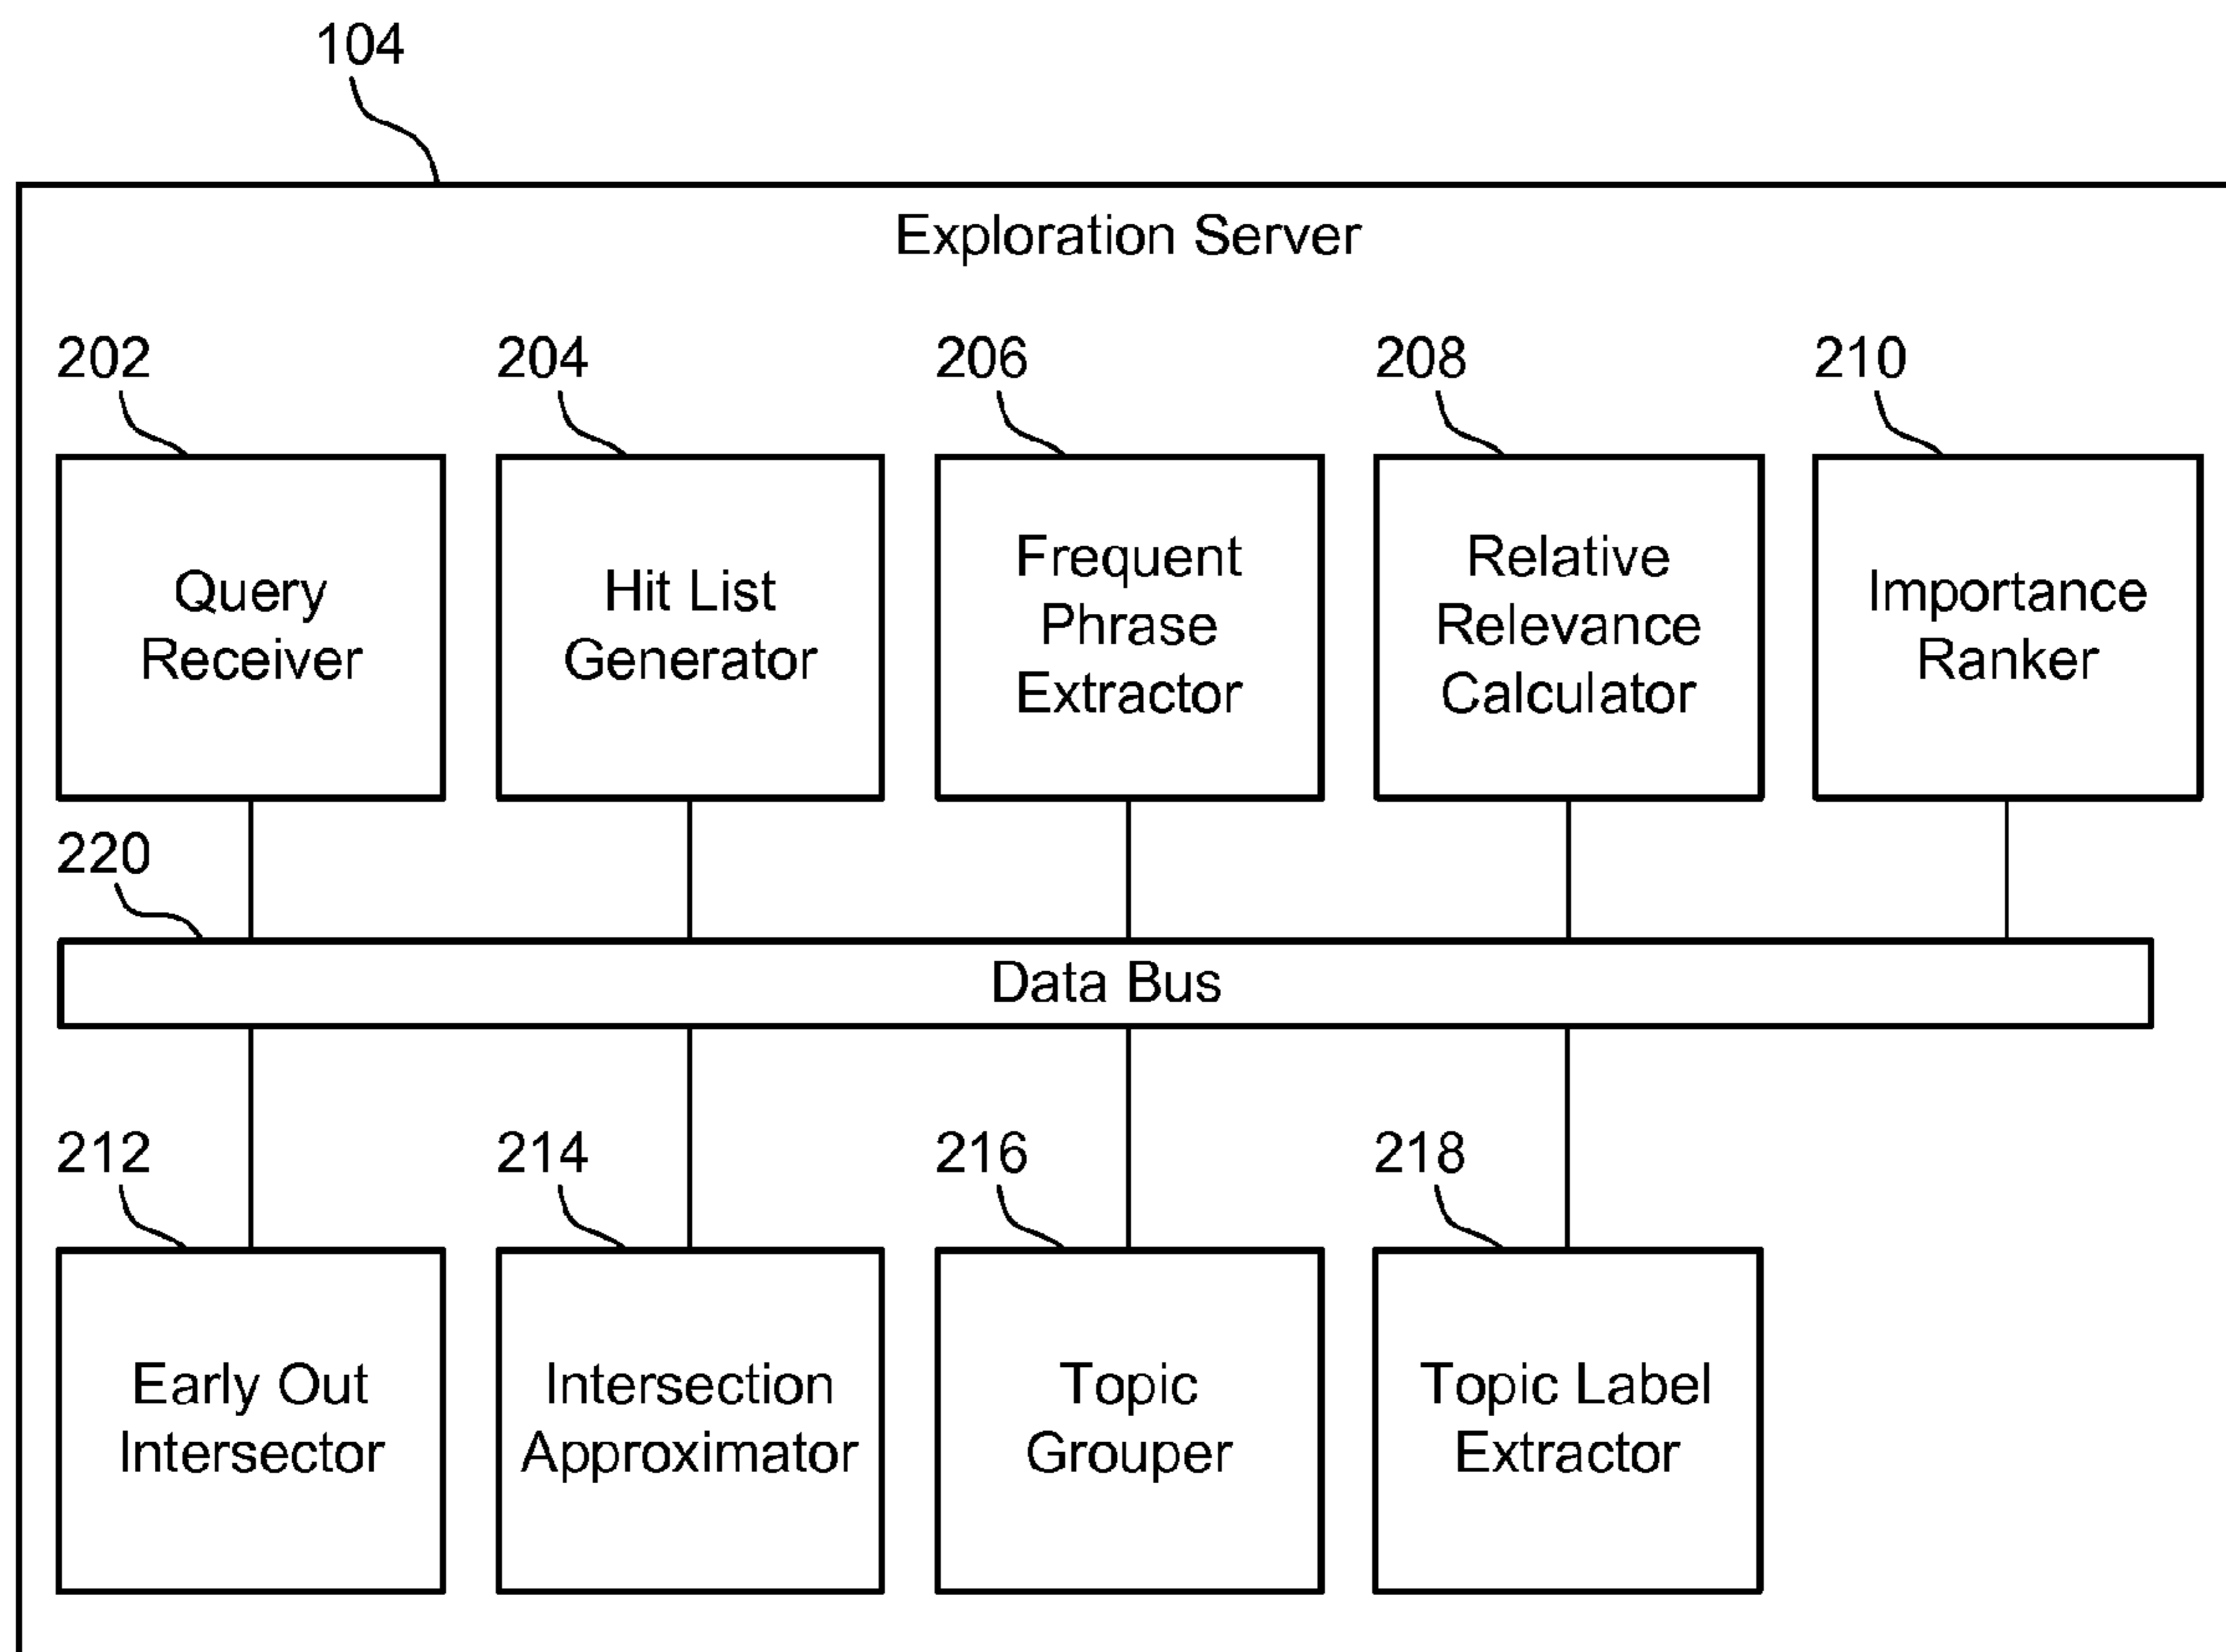 104
Exploration Server
202
204
206
208
210
Query
Receiver
Hit List
Generator
Frequent
Phrase
Extractor
Relative
Relevance
Calculator
Importance
Ranker
220
Data Bus
212
214
216
218
Early Out
Intersector
Intersection
Approximator
Topic
Grouper
Topic Label
Extractor